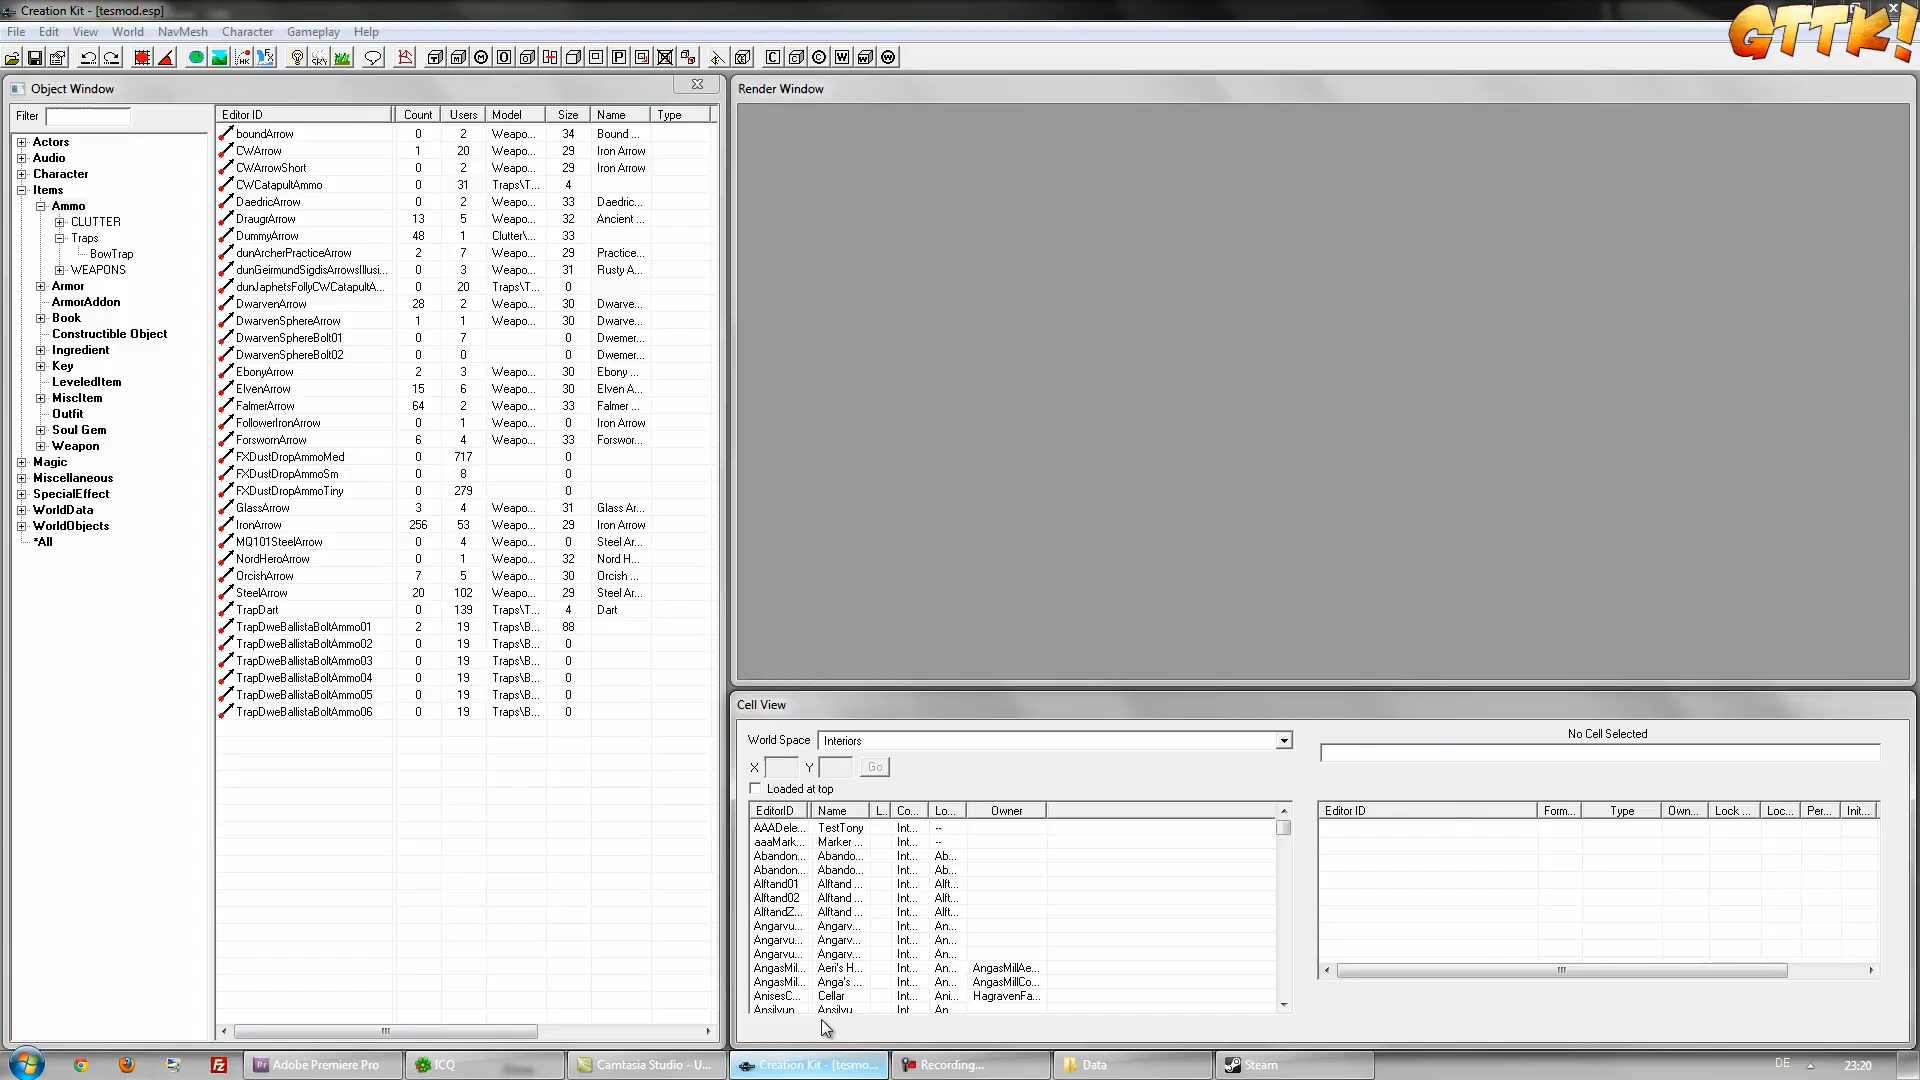 Creation Kit - [tesmod.esp]
GTTK!
File Edit View World NavMesh Character Gameplay Help
Object Window
Filter
Actors
Audio
Character
Items
Ammo
CLUTTER
Traps
BowTrap
WEAPONS
Armor
ArmorAddon
Book
Constructible Object
Ingredient
Key
LeveledItem
MiscItem
Outfit
Soul Gem
Weapon
Magic
Miscellaneous
SpecialEffect
WorldData
WorldObjects
*All
Editor ID Count Users Model Size Name Type
boundArrow 0 2 Weapo... 34 Bound ...
CWArrow 1 20 Weapo... 29 Iron Arrow
CWArrowShort 0 2 Weapo... 29 Iron Arrow
CWCatapultAmmo 0 31 Traps\T... 4
DaedricArrow 0 2 Weapo... 33 Daedric...
DraugrArrow 13 5 Weapo... 32 Ancient ...
DummyArrow 48 1 Clutter\... 33
dunArcherPracticeArrow 2 7 Weapo... 29 Practice...
dunGeirmundSigdisArrowsIllusi... 0 3 Weapo... 31 Rusty A...
dunJaphetsFollyCWCatapultA... 0 20 Traps\T... 0
DwarvenArrow 28 2 Weapo... 30 Dwarve...
DwarvenSphereArrow 1 1 Weapo... 30 Dwarve...
DwarvenSphereBolt01 0 7 0 Dwemer...
DwarvenSphereBolt02 0 0 0 Dwemer...
EbonyArrow 2 3 Weapo... 30 Ebony ...
ElvenArrow 15 6 Weapo... 30 Elven A...
FalmerArrow 64 2 Weapo... 33 Falmer ...
FollowerIronArrow 0 1 Weapo... 0 Iron Arrow
ForswornArrow 6 4 Weapo... 33 Forswor...
FXDustDropAmmoMed 0 717 0
FXDustDropAmmoSm 0 8 0
FXDustDropAmmoTiny 0 279 0
GlassArrow 3 4 Weapo... 31 Glass Ar...
IronArrow 256 53 Weapo... 29 Iron Arrow
MQ101SteelArrow 0 4 Weapo... 0 Steel Ar...
NordHeroArrow 0 1 Weapo... 32 Nord H...
OrcishArrow 7 5 Weapo... 30 Orcish ...
SteelArrow 20 102 Weapo... 29 Steel Ar...
TrapDart 0 139 Traps\T... 4 Dart
TrapDweBallistaBoltAmmo01 2 19 Traps\B... 88
TrapDweBallistaBoltAmmo02 0 19 Traps\B... 0
TrapDweBallistaBoltAmmo03 0 19 Traps\B... 0
TrapDweBallistaBoltAmmo04 0 19 Traps\B... 0
TrapDweBallistaBoltAmmo05 0 19 Traps\B... 0
TrapDweBallistaBoltAmmo06 0 19 Traps\B... 0
Render Window
Cell View
World Space Interiors
X Y Go
Loaded at top
EditorID Name L... Co... Lo... Owner
AAADele... TestTony Int... --
aaaMark... Marker ... Int... --
Abandon... Abando... Int... Ab...
Abandon... Abando... Int... Ab...
Alftand01 Alftand ... Int... Alft...
Alftand02 Alftand ... Int... Alft...
AlftandZ... Alftand ... Int... Alft...
Angarvu... Angarv... Int... An...
Angarvu... Angarv... Int... An...
Angarvu... Angarv... Int... An...
AngasMil... Aeri's H... Int... An... AngasMillAe...
AngasMil... Anga's ... Int... An... AngasMillCo...
AnisesC... Cellar Int... Ani... HagravenFa...
Ansilvun... Ansilvu... Int... An...
No Cell Selected
Editor ID Form... Type Own... Lock ... Loc... Per... Init...
Adobe Premiere Pro ICQ Camtasia Studio - U... Creation Kit - [tesmo... Recording... Data Steam DE 23:20